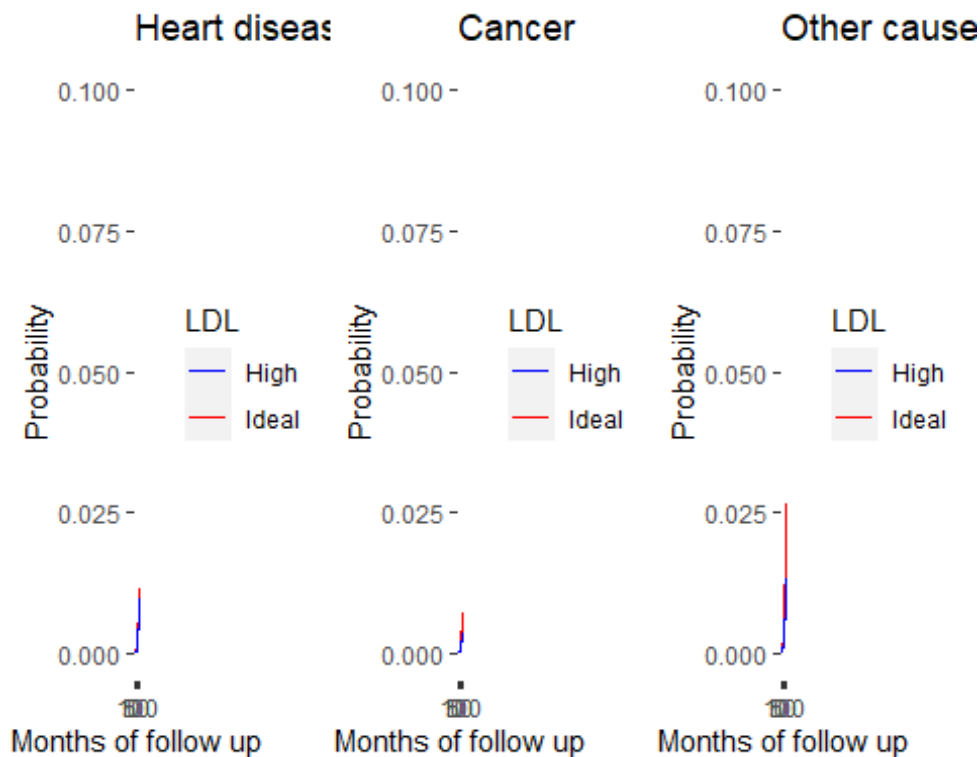 Heart diseas
Cancer
Other cause
0.100
0.075
0.050
0.025
0.000
Probability
LDL
High
Ideal
Months of follow up
0.100
0.075
0.050
0.025
0.000
Probability
LDL
High
Ideal
Months of follow up
0.100
0.075
0.050
0.025
0.000
Probability
LDL
High
Ideal
Months of follow up